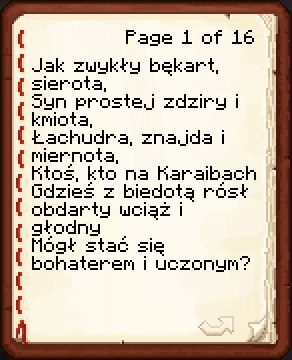 Page 1 of 16
Jak zwykły bękart,
sierota,
Syn prostej zdziry i
kmiota,
Łachudra, znajda i
miernota,
Ktoś, kto na Karaibach
Gdzieś z biedotą rósł
obdarty wciąż i
głodny
Mógł stać się
bohaterem i uczonym?